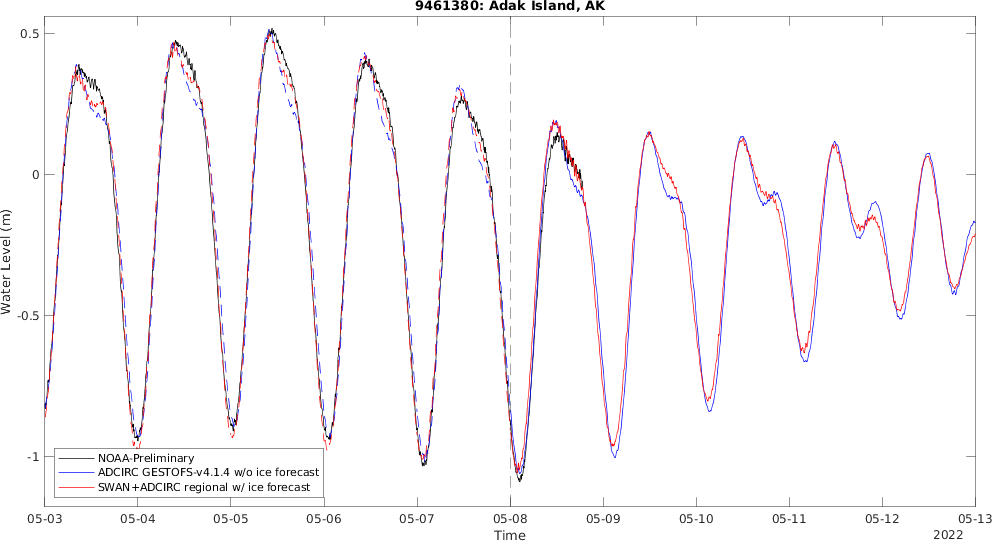 9461380: Adak Island, AK
0.5
0
-0.5
-1
Water Level (m)
NOAA-Preliminary
ADCIRC GESTOFS-v4.1.4 w/o ice forecast
SWAN+ADCIRC regional w/ ice forecast
05-03 05-04 05-05 05-06 05-07 05-08 05-09 05-10 05-11 05-12 05-13
Time
2022